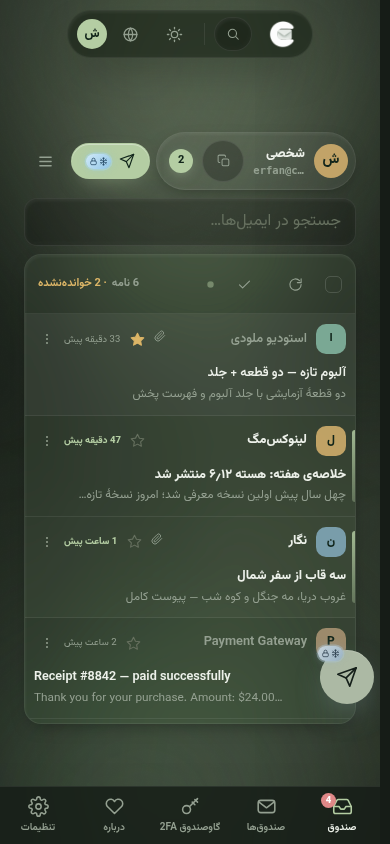 ش
شخصی
erfan@c…
2
ش
جستجو در ایمیل‌ها…
6 نامه · 2 خوانده‌نشده
ا
استودیو ملودی
33 دقیقه پیش
آلبوم تازه — دو قطعه + جلد
دو قطعهٔ آزمایشی با جلد آلبوم و فهرست پخش
ل
لینوکس‌مگ
47 دقیقه پیش
خلاصه‌ی هفته: هسته ۶٫۱۲ منتشر شد
چهل سال پیش اولین نسخه معرفی شد؛ امروز نسخهٔ تازه…
ن
نگار
1 ساعت پیش
سه قاب از سفر شمال
غروب دریا، مه جنگل و کوه شب — پیوست کامل
P
Payment Gateway
2 ساعت پیش
Receipt #8842 — paid successfully
Thank you for your purchase. Amount: $24.00…
4
صندوق
صندوق‌ها
گاوصندوق 2FA
درباره
تنظیمات